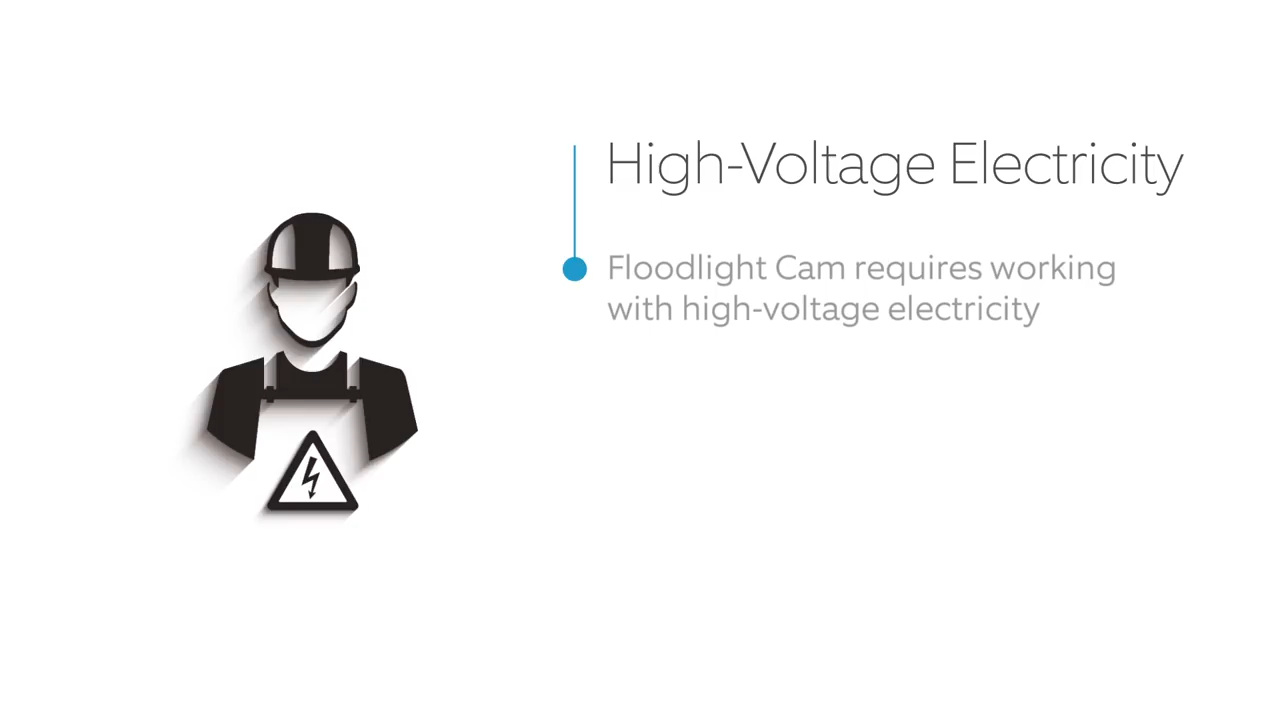 High-Voltage Electricity
Floodlight Cam requires working
with high-voltage electricity